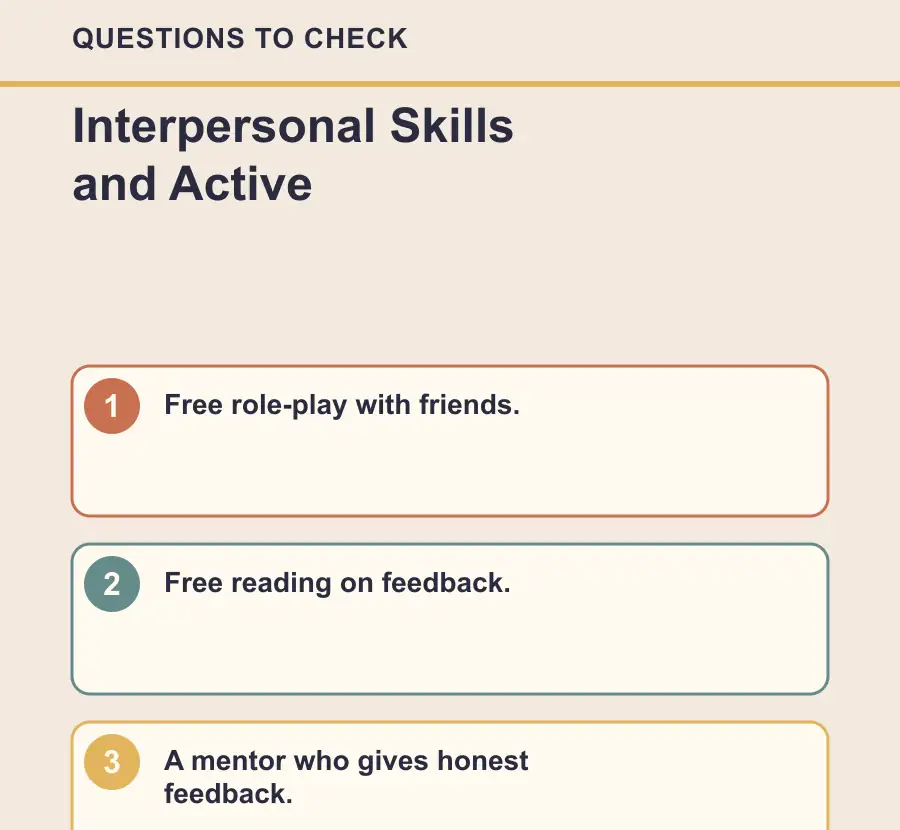 QUESTIONS TO CHECK
Interpersonal Skills
and Active
1
Free role-play with friends.
2
Free reading on feedback.
3
A mentor who gives honest
feedback.